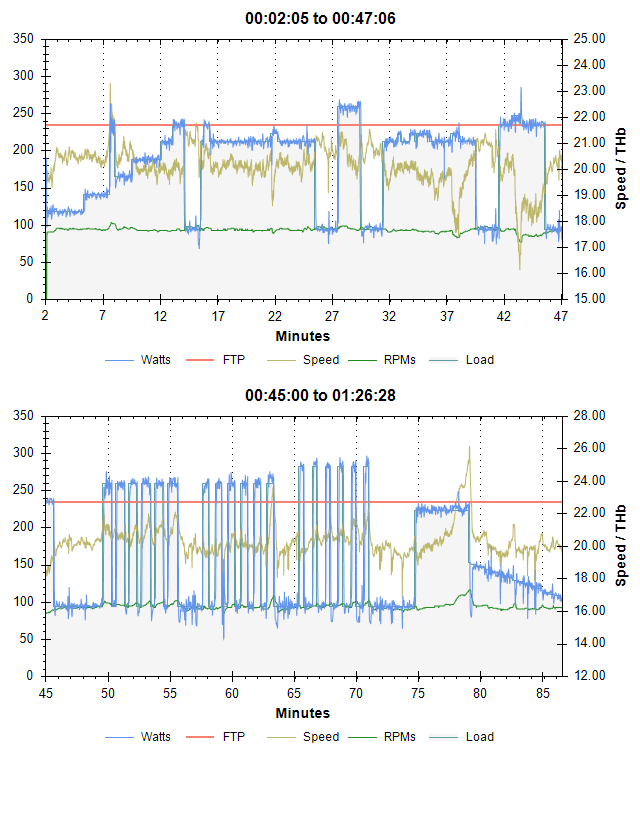 00:02:05 to 00:47:06
350 25.00
300 24.00
23.00
250 22.00
200 21.00
20.00
150 19.00
100 18.00
17.00
50 16.00
0 15.00
Speed / THb
2 7 12 17 22 27 32 37 42 47
Minutes
Watts FTP Speed RPMs Load
00:45:00 to 01:26:28
350 28.00
300 26.00
250 24.00
22.00
200 20.00
150 18.00
100 16.00
50 14.00
0 12.00
Speed / THb
45 50 55 60 65 70 75 80 85
Minutes
Watts FTP Speed RPMs Load